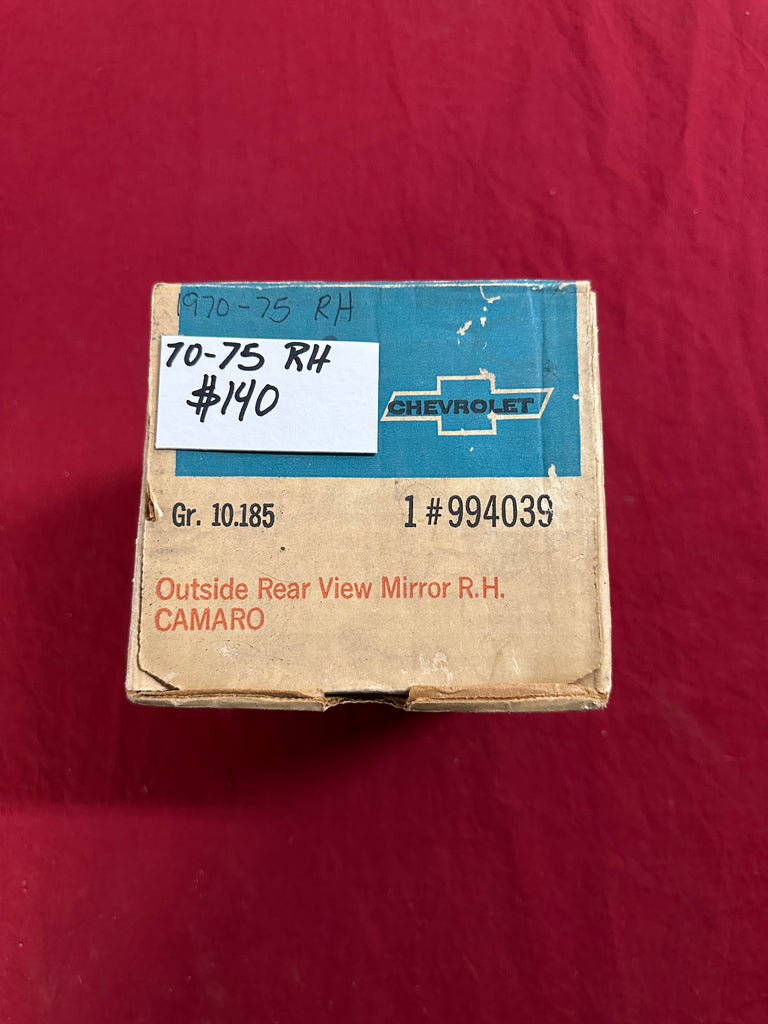 1970-75 RH
70-75 RH
$140
CHEVROLET
Gr. 10.185
1 # 994039
Outside Rear View Mirror R.H.
CAMARO